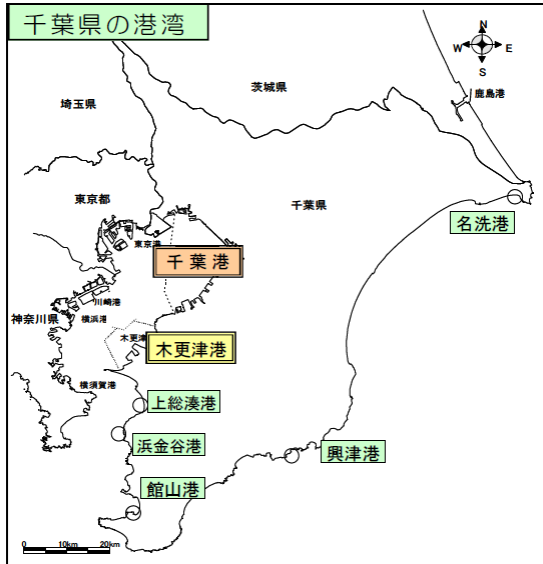 千葉県の港湾
N
W E
S
茨城県
鹿島港
埼玉県
東京都
千葉県
名洗港
東京港
千葉港
川崎港
神奈川県
横浜港
木更津
木更津港
横須賀港
上総湊港
浜金谷港
興津港
館山港
0 10km 20km